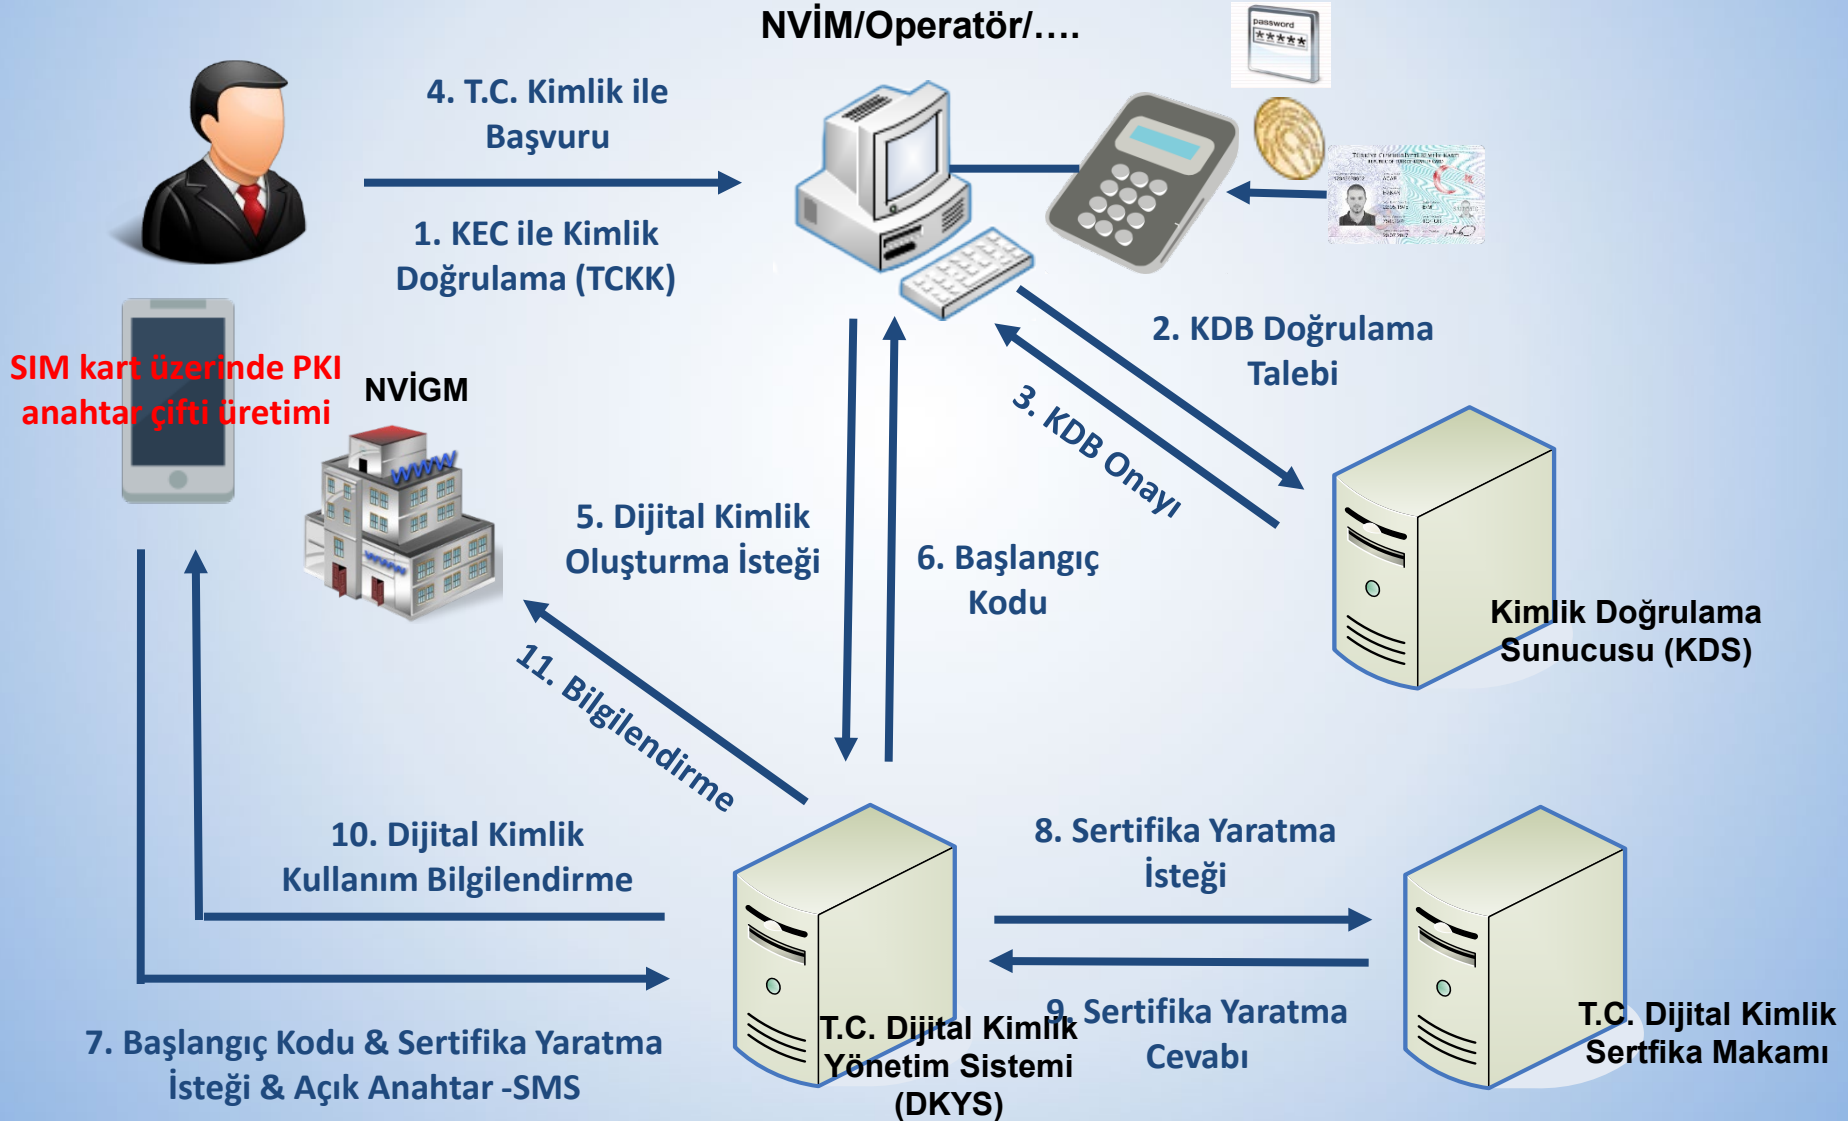 NVİM/Operatör/….
password
*****
4. T.C. Kimlik ile
Başvuru
1. KEC ile Kimlik
Doğrulama (TCKK)
2. KDB Doğrulama
Talebi
3. KDB Onayı
SIM kart üzerinde PKI
anahtar çifti üretimi
NVİGM
www
www
5. Dijital Kimlik
Oluşturma İsteği
6. Başlangıç
Kodu
Kimlik Doğrulama
Sunucusu (KDS)
11. Bilgilendirme
10. Dijital Kimlik
Kullanım Bilgilendirme
8. Sertifika Yaratma
İsteği
9. Sertifika Yaratma
Cevabı
7. Başlangıç Kodu & Sertifika Yaratma
İsteği & Açık Anahtar -SMS
T.C. Dijital Kimlik
Yönetim Sistemi
(DKYS)
T.C. Dijital Kimlik
Sertfika Makamı